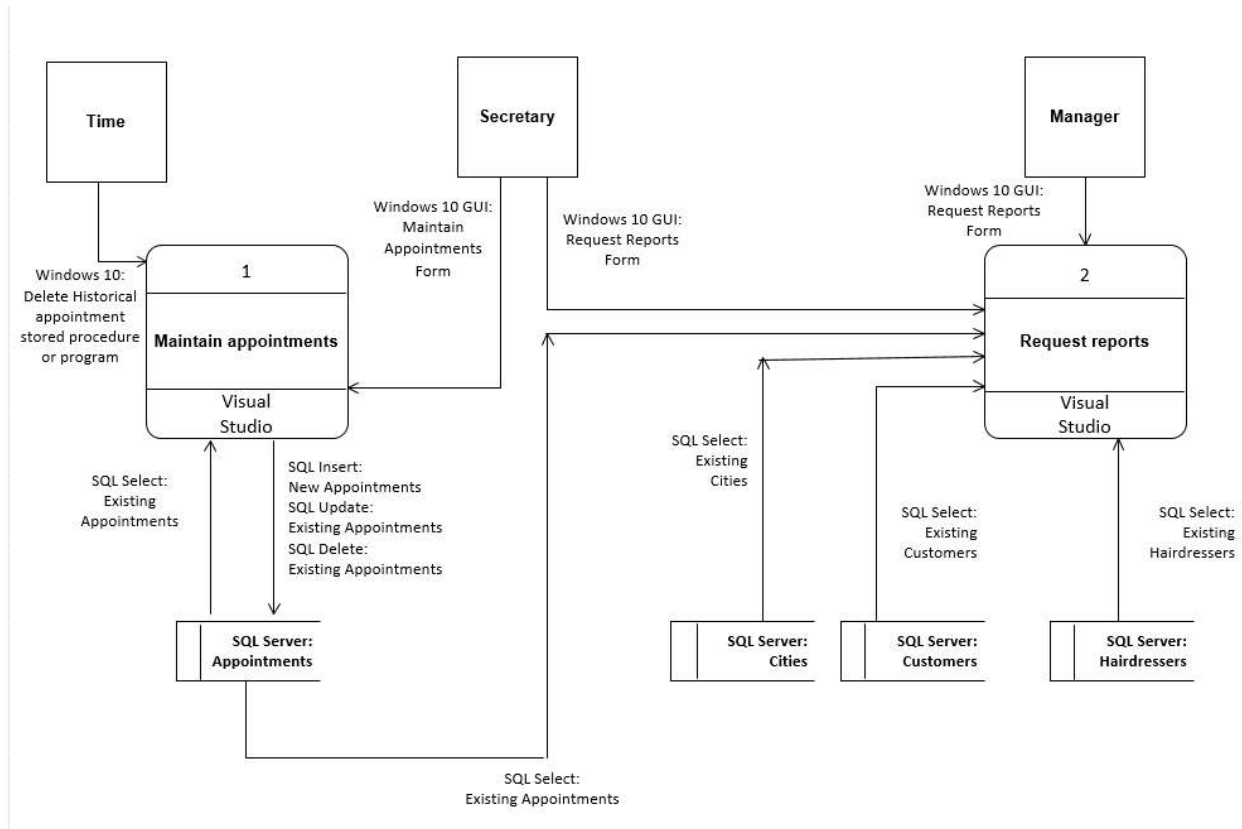 Time
Secretary
Manager
Windows 10 GUI:
Maintain
Appointments
Form
Windows 10 GUI:
Request Reports
Form
Windows 10 GUI:
Request Reports
Form
Windows 10:
Delete Historical
appointment
stored procedure
or program
1
Maintain appointments
Visual
Studio
2
Request reports
Visual
Studio
SQL Select:
Existing
Appointments
SQL Insert:
New Appointments
SQL Update:
Existing Appointments
SQL Delete:
Existing Appointments
SQL Select:
Existing
Cities
SQL Select:
Existing
Customers
SQL Select:
Existing
Hairdressers
SQL Server:
Appointments
SQL Server:
Cities
SQL Server:
Customers
SQL Server:
Hairdressers
SQL Select:
Existing Appointments